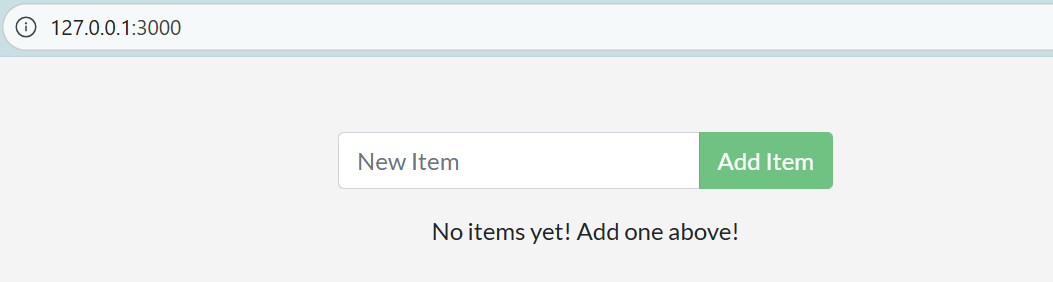 127.0.0.1:3000
New Item Add Item
No items yet! Add one above!